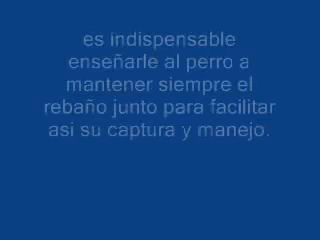 es indispensable
enseñarle al perro a
mantener siempre el
rebaño junto para facilitar
asi su captura y manejo.